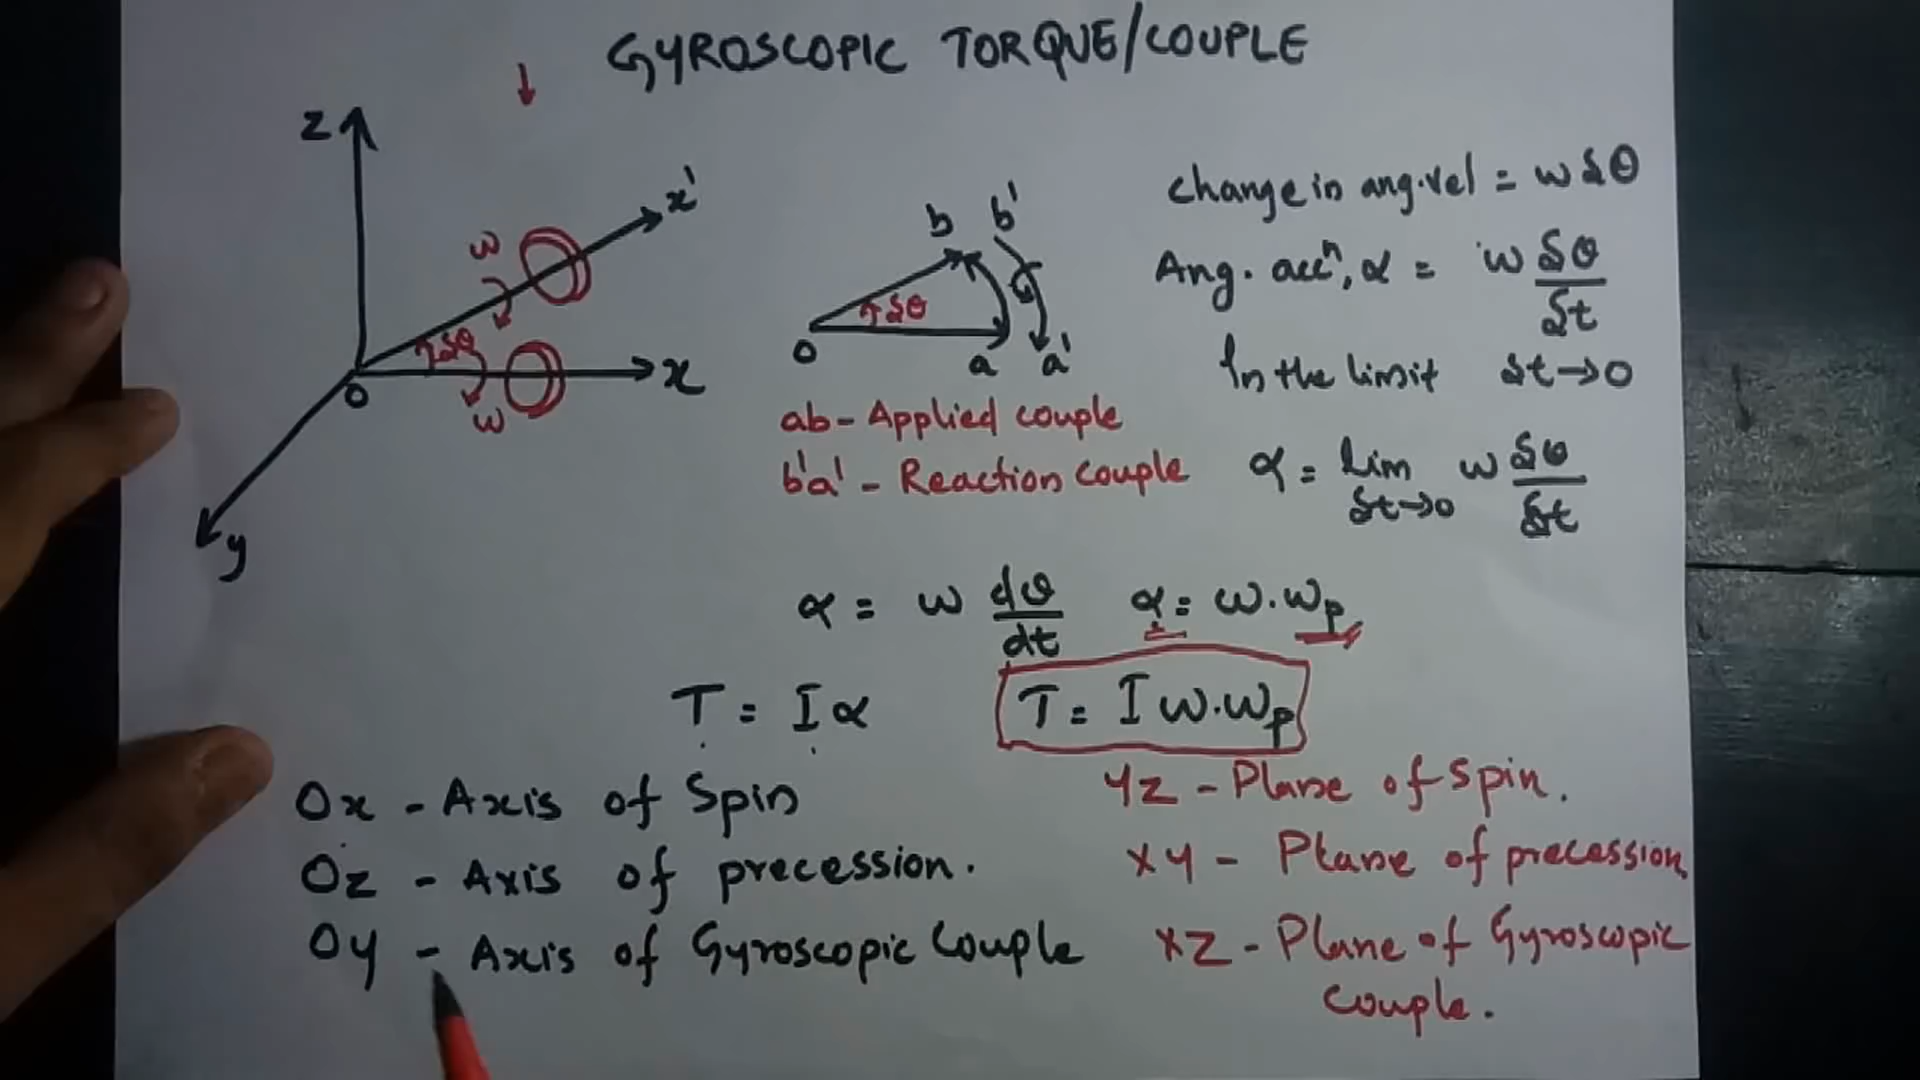 GYROSCOPIC TORQUE/COUPLE
z
x'
ω
δθ
x
ω
o
y
b b'
δθ
o a a'
ab - Applied couple
b'a' - Reaction couple
Change in ang. vel = ω δθ
Ang. accⁿ, α = ω δθ/δt
In the limit δt→0
α = lim δt→0 ω δθ/δt
α = ω dθ/dt α = ω.ωp
T = Iα T = I ω.ωp
Ox - Axis of Spin
Oz - Axis of precession.
Oy - Axis of Gyroscopic Couple
YZ - Plane of Spin.
XY - Plane of precession
XZ - Plane of Gyroscopic
Couple.